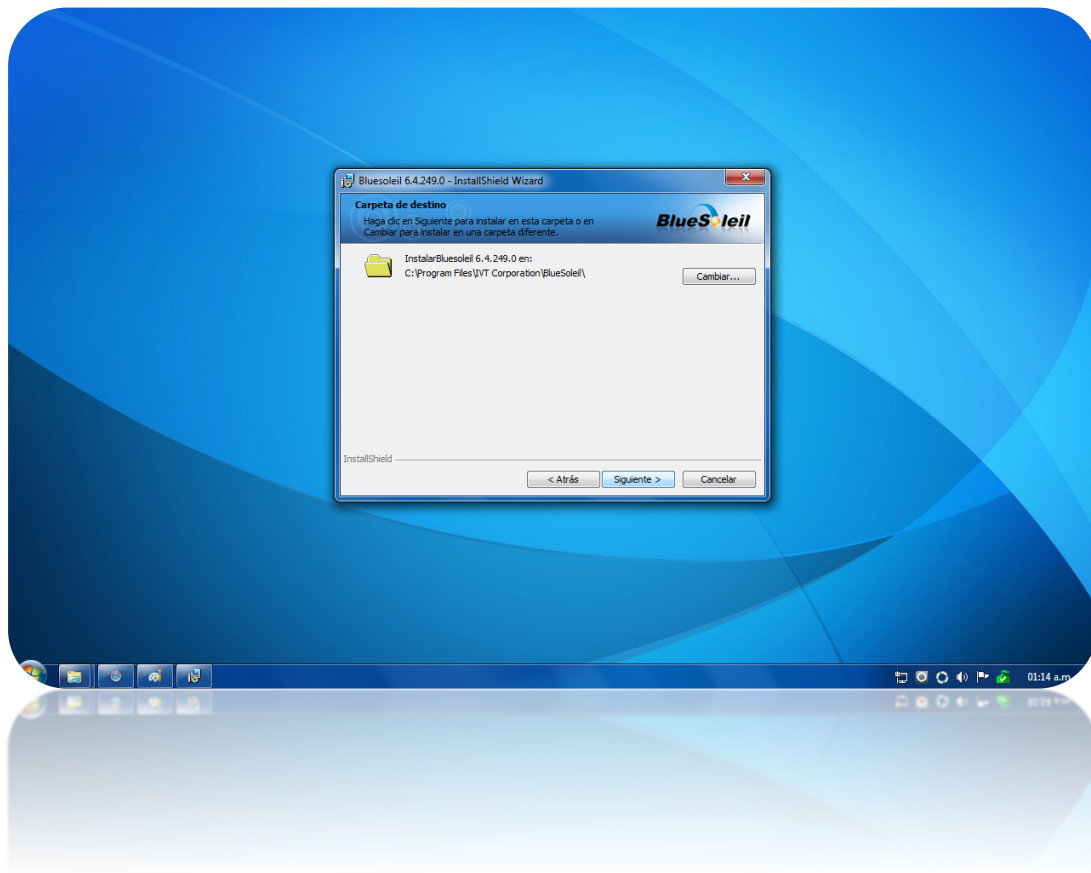 Bluesoleil 6.4.249.0 - InstallShield Wizard
Carpeta de destino
Haga clic en Siguiente para instalar en esta carpeta o en
Cambiar para instalar en una carpeta diferente.
BlueSoleil
InstalarBluesoleil 6.4.249.0 en:
C:\Program Files\IVT Corporation\BlueSoleil\
Cambiar...
InstallShield
< Atrás
Siguiente >
Cancelar
01:14 a.m.